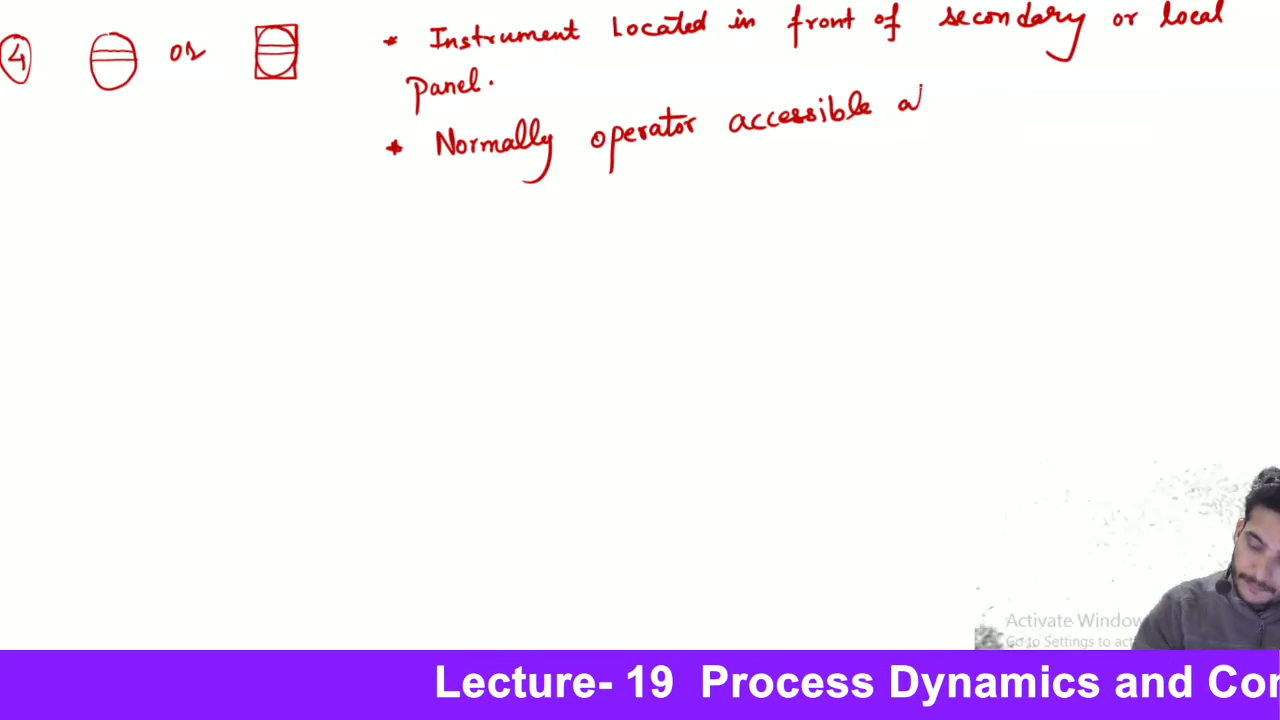 4 or * Instrument Located in front of secondary or local
panel.
* Normally operator accessible
Activate Window
Go to Settings to acti
Lecture- 19 Process Dynamics and Con